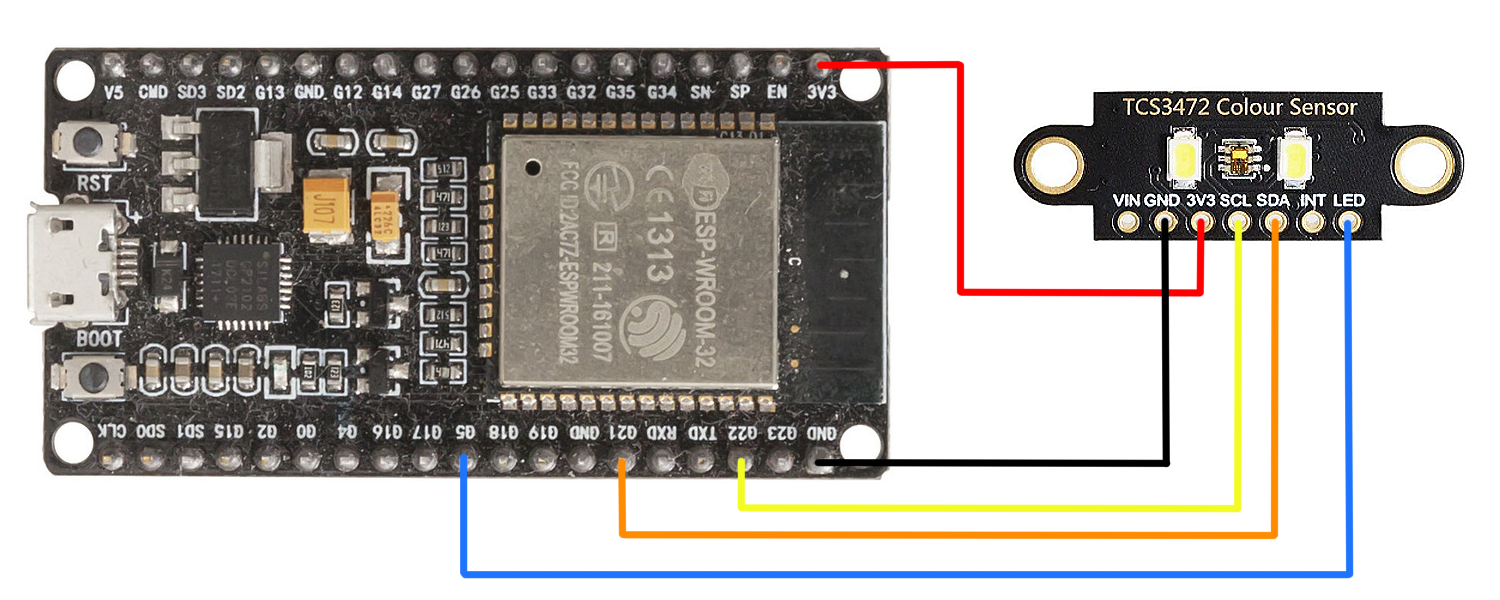 V5 CMD SD3 SD2 G13 GND G12 G14 G27 G26 G25 G33 G32 G35 G34 SN SP EN 3V3
TCS3472 Colour Sensor
VIN GND 3V3 SCL SDA INT LED
RST
J107
BOOT
ESP-WROOM-32
CE1313
R 211-161007
FCC ID:2AC7Z-ESPWROOM32
CLK SD0 SD1 G15 G2 G0 G4 G16 G17 G5 G18 G19 GND G21 RXD TXD G22 G23 GND